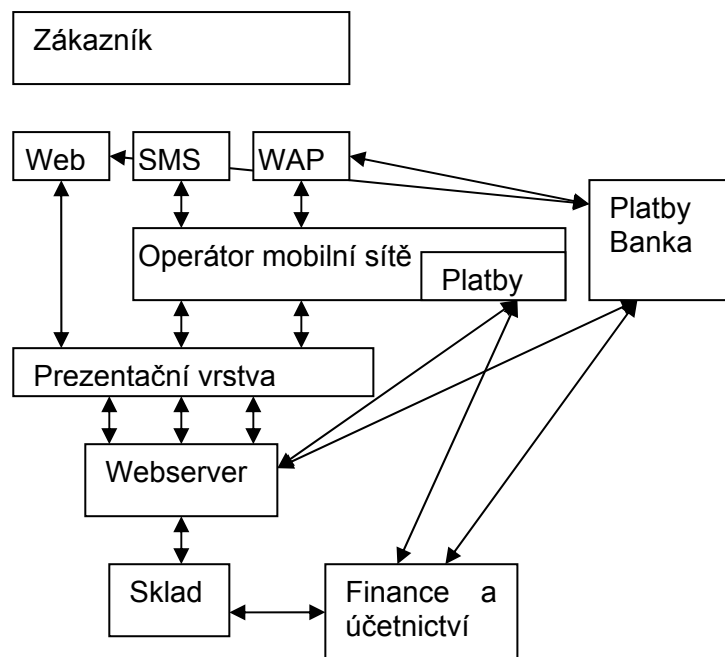 Zákazník
Web
SMS
WAP
Platby
Banka
Operátor mobilní sítě
Platby
Prezentační vrstva
Webserver
Sklad
Finance a
účetnictví